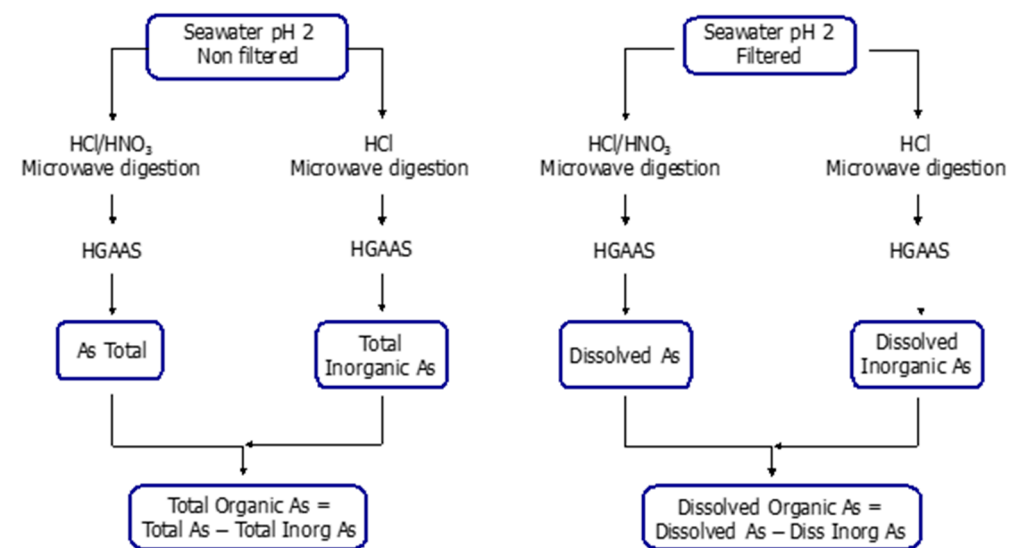 Seawater pH 2
Non filtered
HCl/HNO₃
Microwave digestion
HCl
Microwave digestion
HGAAS
HGAAS
As Total
Total
Inorganic As
Total Organic As =
Total As – Total Inorg As
Seawater pH 2
Filtered
HCl/HNO₃
Microwave digestion
HCl
Microwave digestion
HGAAS
HGAAS
Dissolved As
Dissolved
Inorganic As
Dissolved Organic As =
Dissolved As – Diss Inorg As